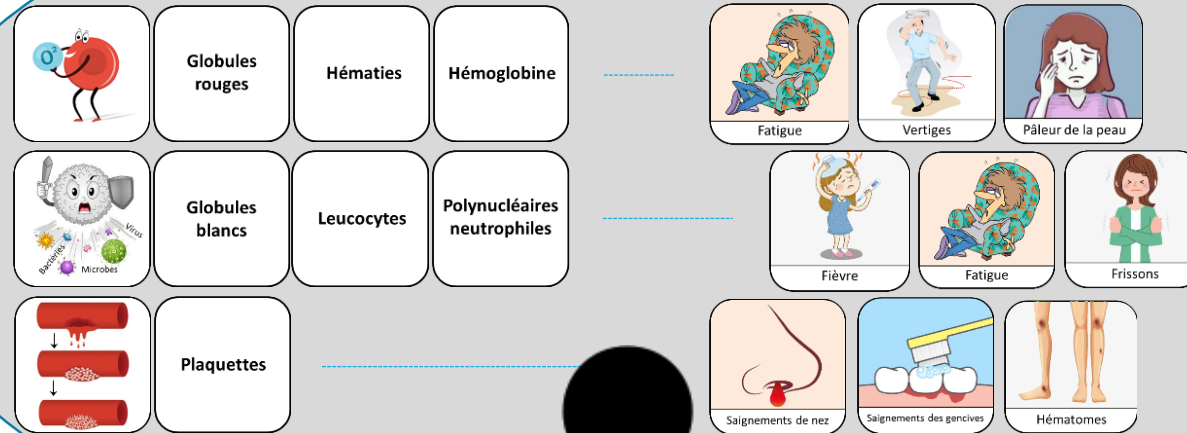 O²
Globules
rouges
Hématies
Hémoglobine
Fatigue
Vertiges
Pâleur de la peau
Bactéries
Microbes
Virus
Globules
blancs
Leucocytes
Polynucléaires
neutrophiles
Fièvre
Fatigue
Frissons
Plaquettes
Saignements de nez
Saignements des gencives
Hématomes